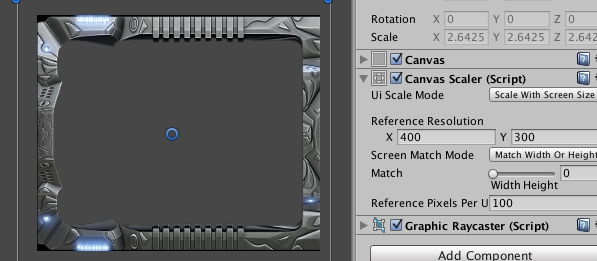 Rotation X 0 Y 0 Z 0
Scale X 2.6425 Y 2.6425 Z 2.642
Canvas
Canvas Scaler (Script)
Ui Scale Mode Scale With Screen Size
Reference Resolution
X 400 Y 300
Screen Match Mode Match Width Or Height
Match 0
Width Height
Reference Pixels Per U 100
Graphic Raycaster (Script)
Add Component